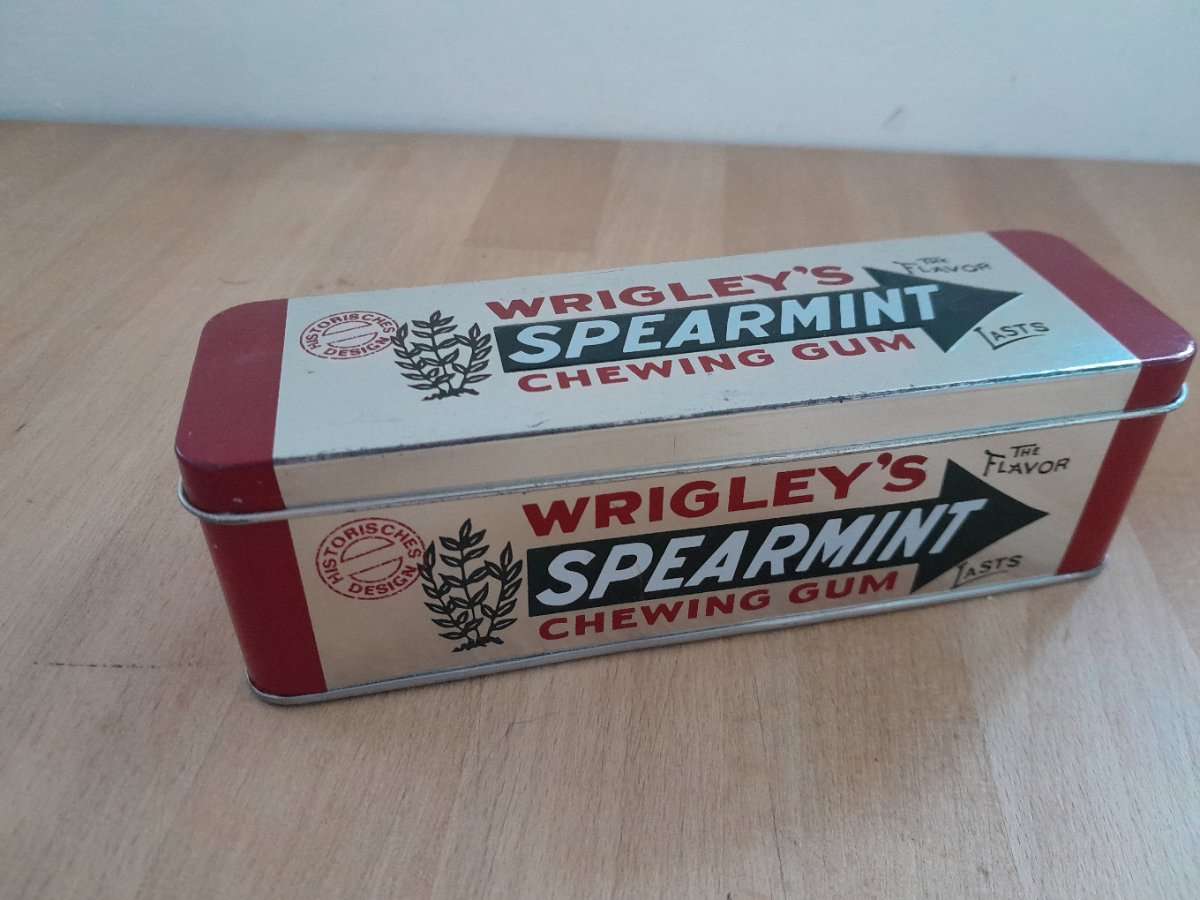 HISTORISCHES
DESIGN
WRIGLEY'S
SPEARMINT
CHEWING GUM
THE
FLAVOR
LASTS
HISTORISCHES
DESIGN
WRIGLEY'S
SPEARMINT
CHEWING GUM
THE
FLAVOR
LASTS